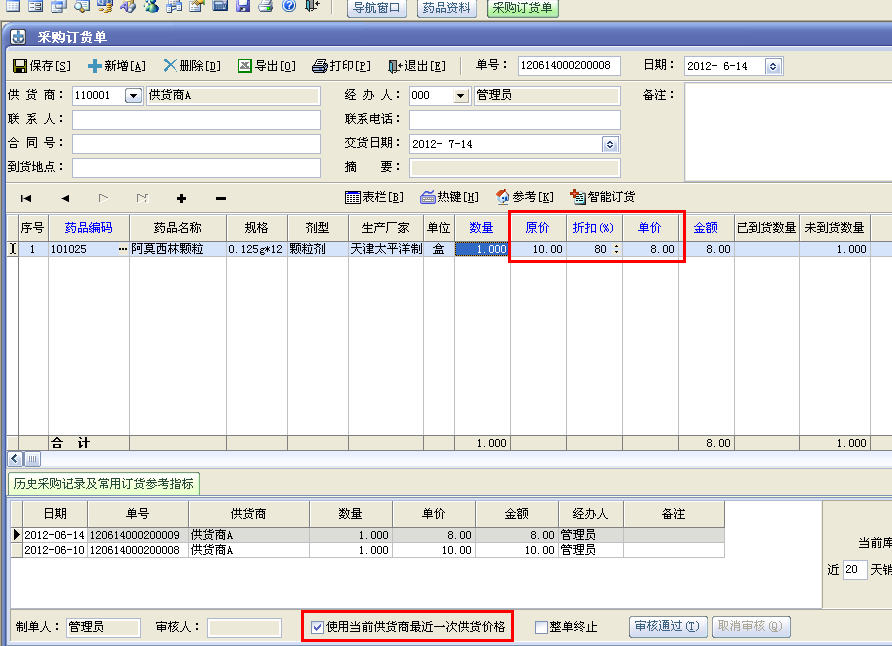 导航窗口 药品资料 采购订货单
采购订货单
保存[S] 新增[A] 删除[D] 导出[O] 打印[P] 退出[E] 单号： 120614000200008 日期： 2012- 6-14
供 货 商： 110001 供货商A 经 办 人： 000 管理员 备注：
联 系 人： 联系电话：
合 同 号： 交货日期： 2012- 7-14
到货地点： 摘 要：
表栏[B] 热键[H] 参考[K] 智能订货
序号 药品编码 药品名称 规格 剂型 生产厂家 单位 数量 原价 折扣(%) 单价 金额 已到货数量 未到货数量
1 101025 阿莫西林颗粒 0.125g*12 颗粒剂 天津太平洋制 盒 1.000 10.00 80 8.00 8.00 1.000
合 计 1.000 8.00 1.000
历史采购记录及常用订货参考指标
日期 单号 供货商 数量 单价 金额 经办人 备注
2012-06-14 120614000200009 供货商A 1.000 8.00 8.00 管理员
2012-06-10 120614000200008 供货商A 1.000 10.00 10.00 管理员
当前库
近 20 天销
制单人： 管理员 审核人： 使用当前供货商最近一次供货价格 整单终止 审核通过(T) 取消审核(Q)